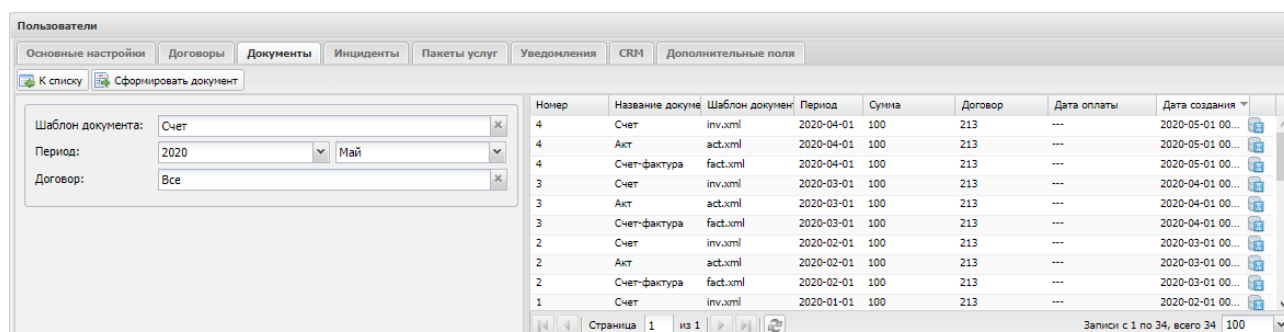 Пользователи
Основные настройки Договоры Документы Инциденты Пакеты услуг Уведомления CRM Дополнительные поля
К списку Сформировать документ
Шаблон документа: Счет
Период: 2020 Май
Договор: Все
Номер Название докуме Шаблон документ Период Сумма Договор Дата оплаты Дата создания
4 Счет inv.xml 2020-04-01 100 213 --- 2020-05-01 00...
4 Акт act.xml 2020-04-01 100 213 --- 2020-05-01 00...
4 Счет-фактура fact.xml 2020-04-01 100 213 --- 2020-05-01 00...
3 Счет inv.xml 2020-03-01 100 213 --- 2020-04-01 00...
3 Акт act.xml 2020-03-01 100 213 --- 2020-04-01 00...
3 Счет-фактура fact.xml 2020-03-01 100 213 --- 2020-04-01 00...
2 Счет inv.xml 2020-02-01 100 213 --- 2020-03-01 00...
2 Акт act.xml 2020-02-01 100 213 --- 2020-03-01 00...
2 Счет-фактура fact.xml 2020-02-01 100 213 --- 2020-03-01 00...
1 Счет inv.xml 2020-01-01 100 213 --- 2020-02-01 00...
Страница 1 из 1 Записи с 1 по 34, всего 34 100